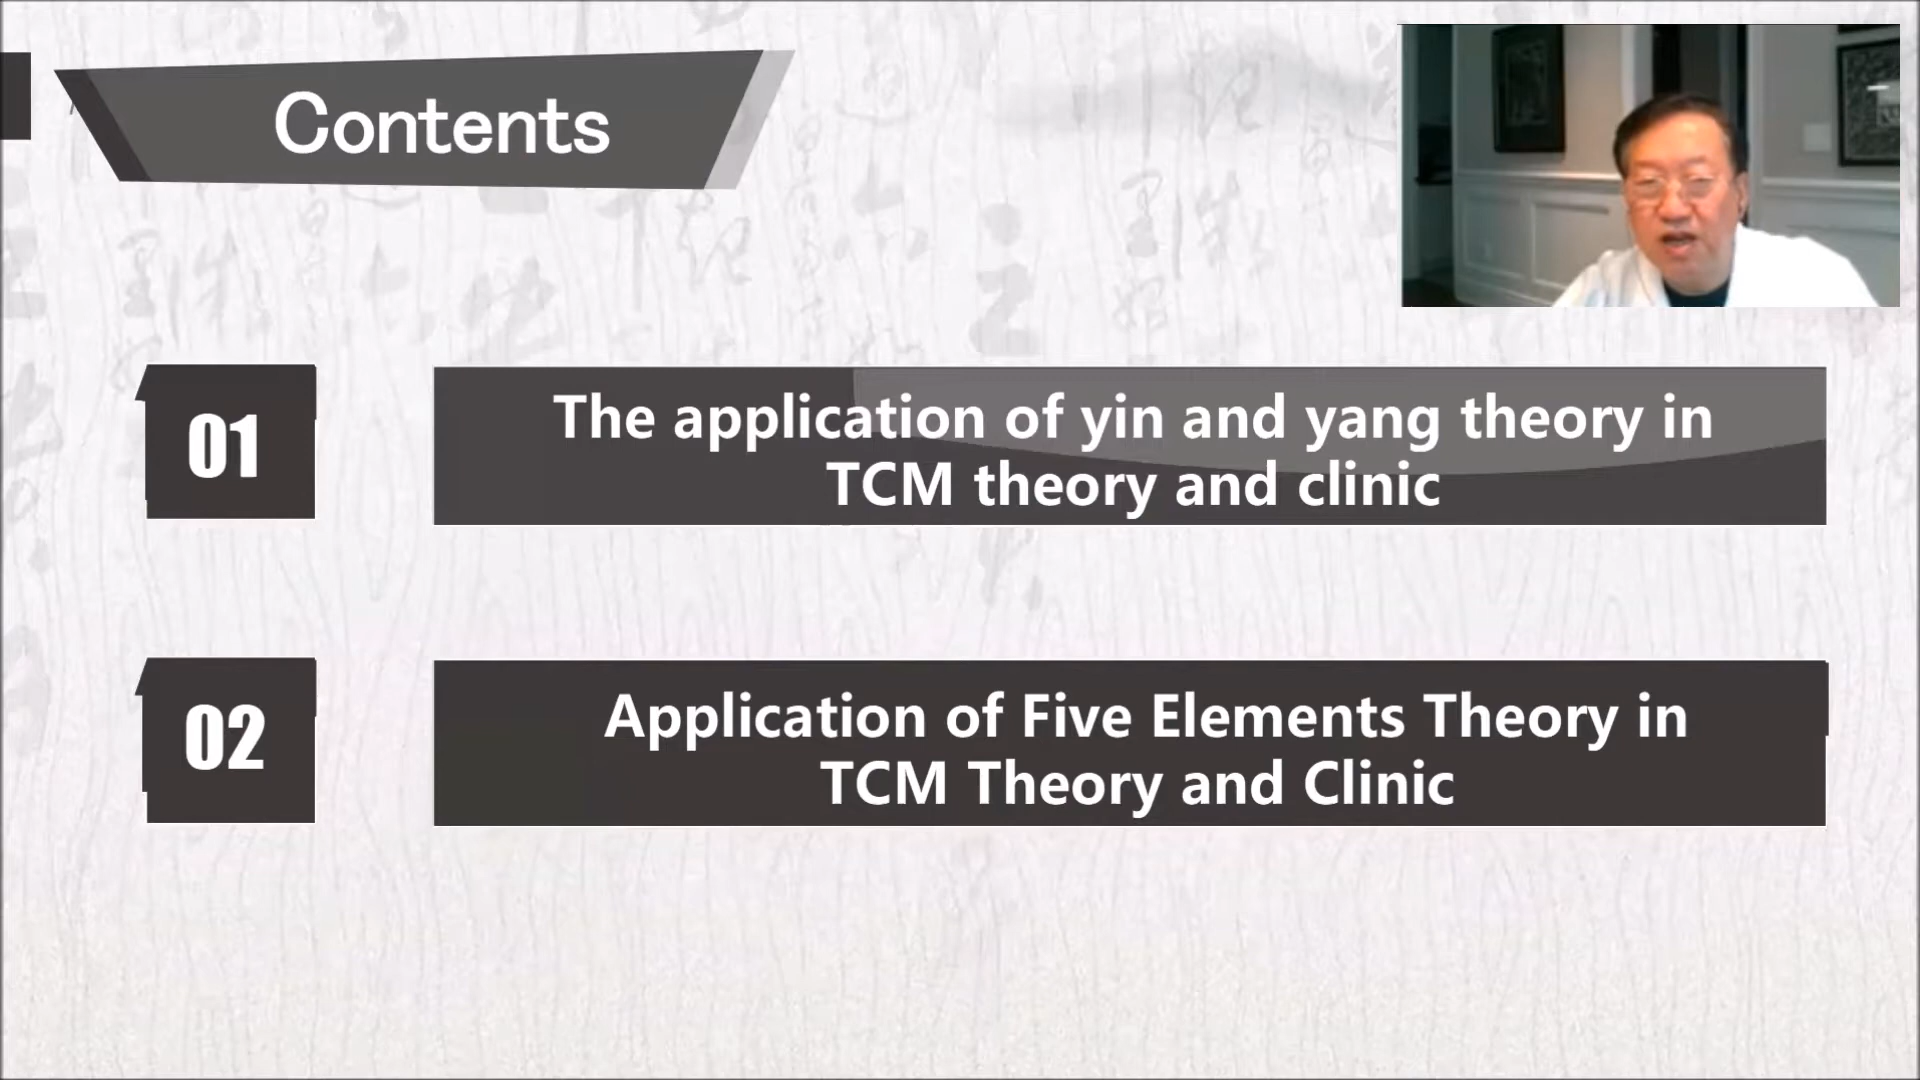 Contents
01
The application of yin and yang theory in
TCM theory and clinic
02
Application of Five Elements Theory in
TCM Theory and Clinic